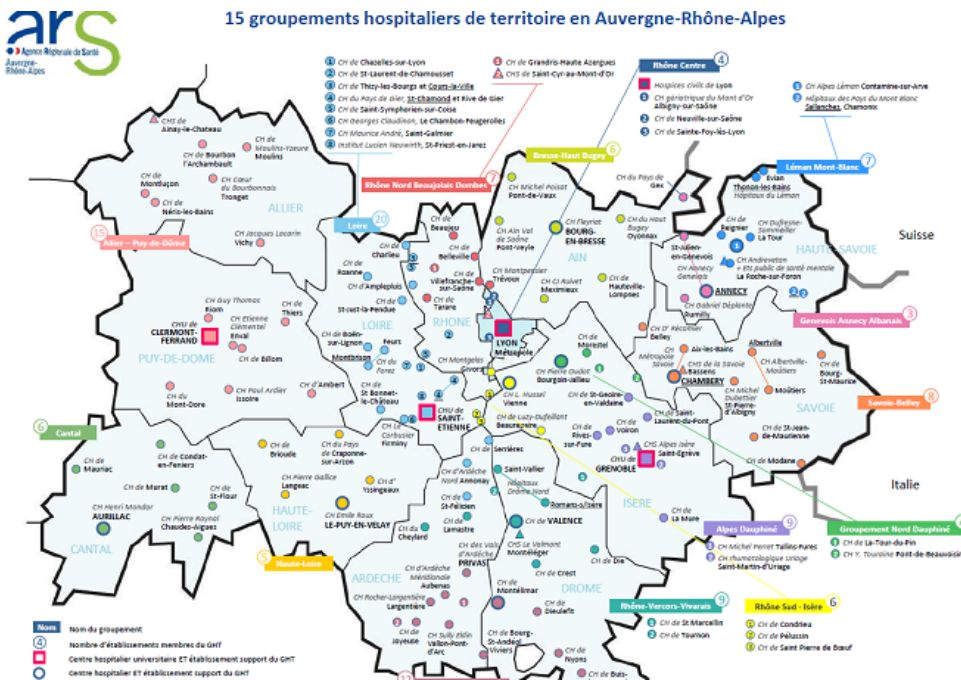 15 groupements hospitaliers de territoire en Auvergne-Rhône-Alpes
ars
Agence Régionale de Santé
Auvergne-
Rhône-Alpes
1 CH de Chazelles-sur-Lyon
2 CH de St-Laurent-de-Chamousset
3 CH de Thizy-les-Bourgs et Cours-la-Ville
4 CH du Pays de Gier, St-Chamond et Rive de Gier
5 CH de Saint-Symphorien-sur-Coise
6 CH Georges Claudinon, Le Chambon-Feugerolles
7 CH Maurice André, Saint-Galmier
8 Institut Lucien Neuwirth, St-Priest-en-Jarez
1 CH de Grandris-Haute Azergues
2 CHS de Saint-Cyr-au-Mont-d'Or
Rhône Centre 4
Hospices civils de Lyon
1 CH gériatrique du Mont d'Or
Albigny-sur-Saône
2 CH de Neuville-sur-Saône
3 CH de Sainte-Foy-lès-Lyon
1 CH Alpes Léman Contamine-sur-Arve
2 Hôpitaux des Pays du Mont Blanc
Sallanches, Chamonix
Léman Mont-Blanc 7
Bresse-Haut Bugey 6
Rhône Nord Beaujolais Dombes 7
Loire 20
15
Allier – Puy-de-Dôme
CHS de
Ainay-le-Chateau
CH de
Bourbon
l'Archambault
CH de
Moulins-Yzeure
Moulins
CH de
Montluçon
CH Cœur
du Bourbonnais
Tronget
CH de
Néris-les-Bains
ALLIER
CH Jacques Lacarin
Vichy
CH Guy Thomas
Riom
CHU de
CLERMONT-
FERRAND
CH Etienne
Clémentel
Enval
CH de
Thiers
CH de Billom
PUY-DE-DOME
CH du
Mont-Dore
CH Paul Ardier
Issoire
CH d'Ambert
CH de
Charlieu
CH de
Roanne
CH d'Amplepluis
CH de
St-Just-la-Pendue
LOIRE
CH de Boën-
sur-Lignon
Feurs
Montbrison
CH du
Forez
CH de
St Bonnet-
le-Château
CH Le
Corbusier
Firminy
CHU de
SAINT-
ETIENNE
CH de
Beaujeu
CH de
Belleville
CH de
Villefranche-
sur-Saône
CH de
Tarare
RHONE
CH Montpensier
Trévoux
LYON
Métropole
CH Montgelas
Givors
CH L. Hussel
Vienne
CH de Luzy-Dufeillant
Beaurepaire
CH Michel Poisat
Pont-de-Vaux
CH Ain Val
de Saône
Pont-Veyle
CH Fleyriat
BOURG-
EN-BRESSE
AIN
CH du Haut
Bugey
Oyonnax
CH CJ Ruivet
Meximieux
CH de
Hauteville-
Lompnes
CH du Pays de
Gex
Evian
Thonon-les-Bains
Hôpitaux du Léman
CH de
Reignier
CH Dufresne-
Sommeiller
La Tour
HAUTE-SAVOIE
Suisse
St-Julien-
en-Genevois
CH Annecy
Genevois
CH Andrevetan
+ Ets public de santé mentale
La Roche-sur-Foron
ANNECY
CH Gabriel Déplante
Rumilly
Genevois Annecy Albanais 3
CH Dr Récamier
Belley
CH
Métropole
Savoie
Aix-les-Bains
CHS de la Savoie
Bassens
CHAMBERY
Albertville
CH Albertville-
Moûtiers
Moûtiers
CH de
Bourg-
St-Maurice
CH Michel
Dubettier
St-Pierre-
d'Albigny
SAVOIE
Savoie-Belley 8
CH de
St-Jean-
de-Maurienne
CH de
Modane
Italie
CH de
Morestel
CH Pierre Oudot
Bourgoin-Jallieu
CH de St-Geoire-
en-Valdaine
CH de Saint-
Laurent-du-Pont
CH de
Voiron
CH de
Rives-
sur-Fure
CHS Alpes Isère
Saint-Egrève
CHU de
GRENOBLE
ISERE
CH de
La Mure
6
Cantal
CH de
Mauriac
CH de
Condat-
en-Feniers
CH de
Murat
CH de
St-Flour
CH Henri Mondor
AURILLAC
CH Pierre Raynal
Chaudes-Aigues
CANTAL
CH de
Brioude
CH du Pays
de Craponne-
sur-Arzon
CH Pierre Gallice
Langeac
CH d'
Yssingeaux
HAUTE-
LOIRE
CH Emile Roux
LE-PUY-EN-VELAY
5 Haute-Loire
CH de
Serrières
CH
d'Ardèche
Nord Annonay
Saint-Vallier
Hôpitaux
Drôme Nord
Romans-s/Isère
CH de
St-Félicien
CH de
Lamastre
CH du
Cheylard
CH de VALENCE
CHS Le Valmont
Montéléger
CH des Vals
d'Ardèche
PRIVAS
CH d'Ardèche
Méridionale
Aubenas
ARDECHE
CH Rocher-Largentière
Largentière
CH de
Joyeuse
CH Sully Eldin
Vallon-Pont-
d'Arc
CH de Bourg-
St-Andéol
Viviers
CH de
Montélimar
CH de Crest
CH de Die
DROME
CH de
Dieulefit
CH de
Nyons
CH de Buis-
12
Alpes Dauphiné 9
1 CH Michel Perret Tullins-Fures
2 CH rhumatologique Uriage
Saint-Martin-d'Uriage
Groupement Nord Dauphiné
1 CH de La-Tour-du-Pin
2 CH Y. Touraine Pont-de-Beauvoisin
Rhône-Vercors-Vivarais 9
1 CH de St Marcellin
2 CH de Tournon
Rhône Sud - Isère 6
1 CH de Condrieu
2 CH de Pélussin
3 CH de Saint Pierre de Bœuf
Nom Nom du groupement
4 Nombre d'établissements membres du GHT
Centre hospitalier universitaire ET établissement support du GHT
Centre hospitalier ET établissement support du GHT